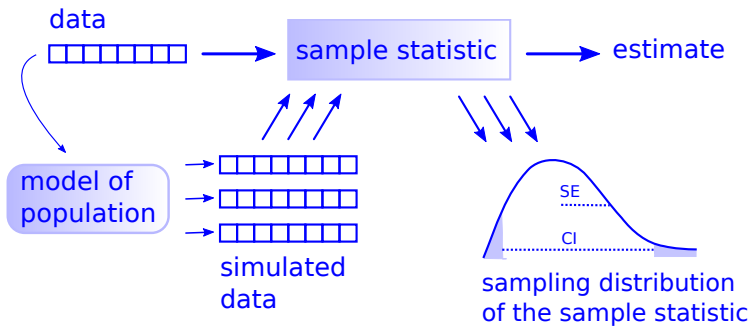 data
sample statistic
estimate
model of
population
simulated
data
SE
CI
sampling distribution
of the sample statistic